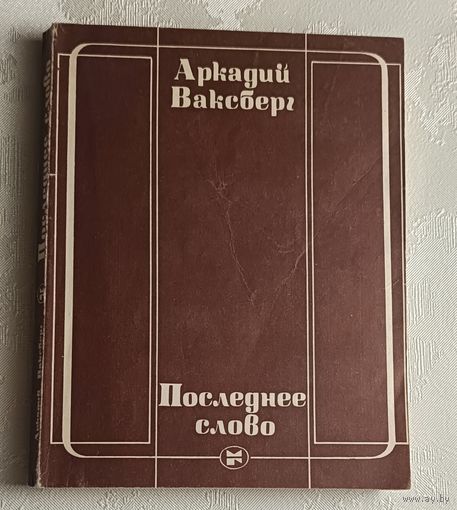 Аркадий
Ваксберг
Последнее
слово